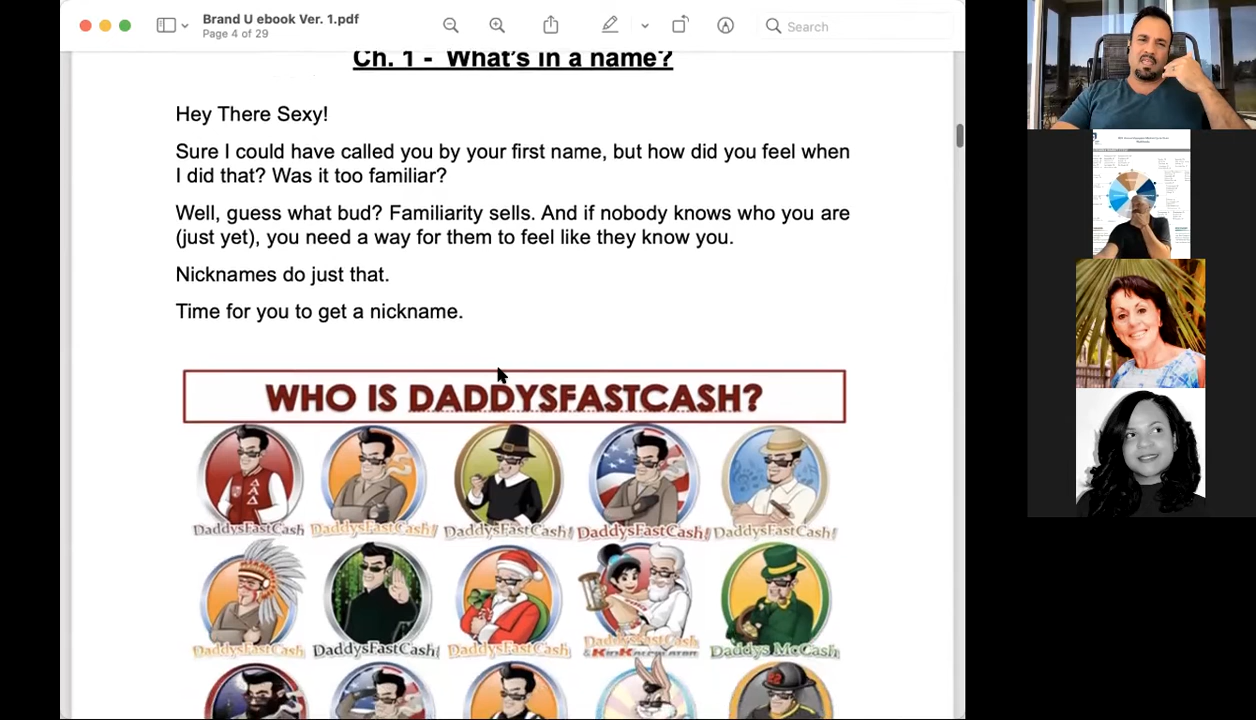 Brand U ebook Ver. 1.pdf
Page 4 of 29
Search
Ch. 1 - What's in a name?
Hey There Sexy!
Sure I could have called you by your first name, but how did you feel when
I did that? Was it too familiar?
Well, guess what bud? Familiarity sells. And if nobody knows who you are
(just yet), you need a way for them to feel like they know you.
Nicknames do just that.
Time for you to get a nickname.
WHO IS DADDYSFASTCASH?
DaddysFastCash DaddysFastCash! DaddysFastCash! DaddysFastCash! DaddysFastCash!
DaddysFastCash DaddysFastCash! DaddysFastCash DaddysFastCash Daddys McCash
22